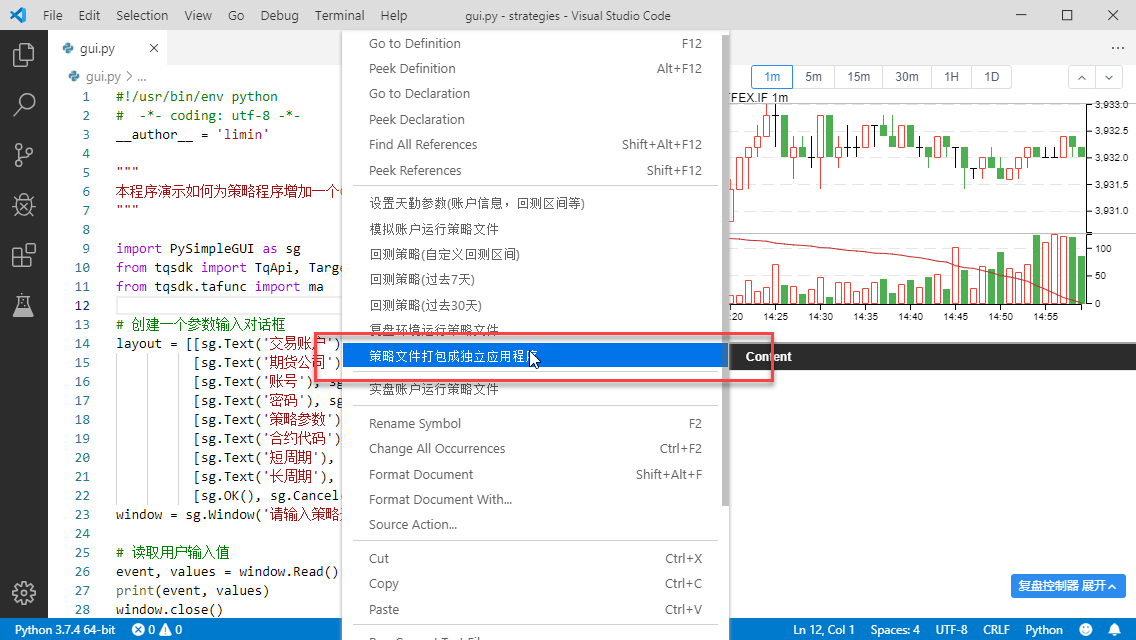 File Edit Selection View Go Debug Terminal Help gui.py - strategies - Visual Studio Code
gui.py
gui.py > ...
1 #!/usr/bin/env python
2 # -*- coding: utf-8 -*-
3 __author__ = 'limin'
4
5 """
6 本程序演示如何为策略程序增加一个
7 """
8
9 import PySimpleGUI as sg
10 from tqsdk import TqApi, Targe
11 from tqsdk.tafunc import ma
12
13 # 创建一个参数输入对话框
14 layout = [[sg.Text('交易账户')
15 [sg.Text('期货公司')
16 [sg.Text('账号'), sg
17 [sg.Text('密码'), sg
18 [sg.Text('策略参数')
19 [sg.Text('合约代码')
20 [sg.Text('短周期'),
21 [sg.Text('长周期'),
22 [sg.OK(), sg.Cancel(
23 window = sg.Window('请输入策略
24
25 # 读取用户输入值
26 event, values = window.Read()
27 print(event, values)
28 window.close()
Go to Definition F12
Peek Definition Alt+F12
Go to Declaration
Peek Declaration
Find All References Shift+Alt+F12
Peek References Shift+F12
设置天勤参数(账户信息，回测区间等)
模拟账户运行策略文件
回测策略(自定义回测区间)
回测策略(过去7天)
回测策略(过去30天)
复盘环境运行策略文件
策略文件打包成独立应用程序
实盘账户运行策略文件
Rename Symbol F2
Change All Occurrences Ctrl+F2
Format Document Shift+Alt+F
Format Document With...
Source Action...
Cut Ctrl+X
Copy Ctrl+C
Paste Ctrl+V
1m 5m 15m 30m 1H 1D
FEX.IF 1m
3,933.0
3,932.5
3,932.0
3,931.5
3,931.0
100
50
0
:20 14:25 14:30 14:35 14:40 14:45 14:50 14:55
Content
复盘控制器 展开
Python 3.7.4 64-bit 0 0 Ln 12, Col 1 Spaces: 4 UTF-8 CRLF Python